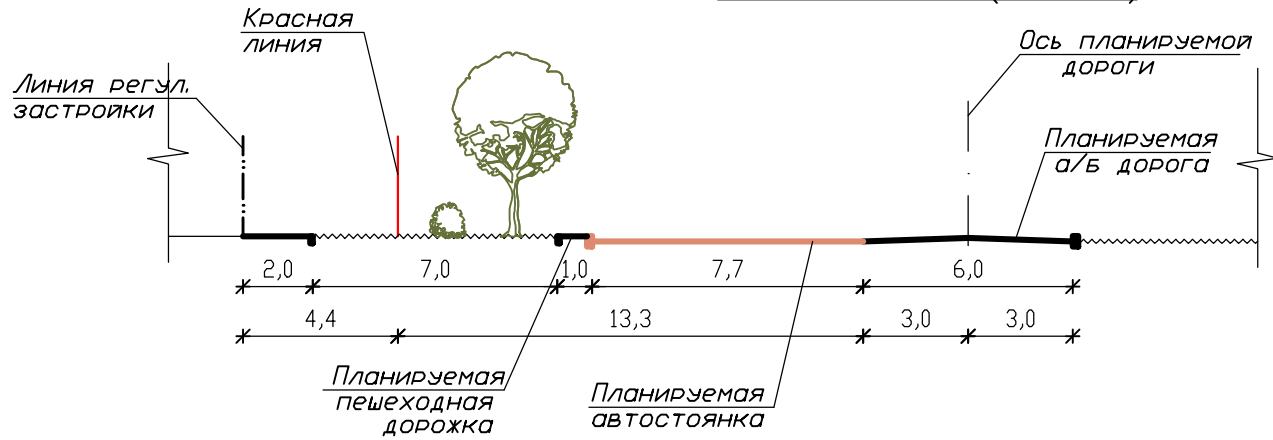 Красная
линия
Линия регул.
застройки
Ось планируемой
дороги
Планируемая
а/б дорога
2,0 7,0 1,0 7,7 6,0
4,4 13,3 3,0 3,0
Планируемая
пешеходная
дорожка
Планируемая
автостоянка